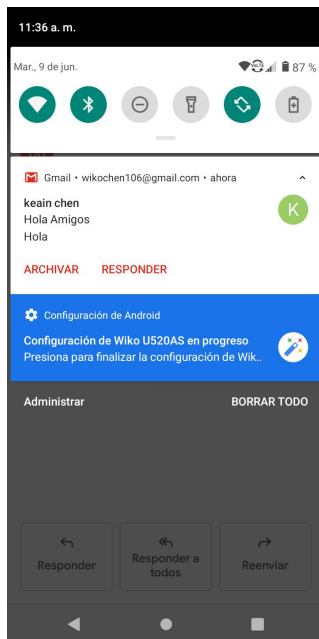 11:36 a. m.
Mar., 9 de jun.
87 %
Gmail • wikochen106@gmail.com • ahora
keain chen
Hola Amigos
Hola
K
ARCHIVAR RESPONDER
Configuración de Android
Configuración de Wiko U520AS en progreso
Presiona para finalizar la configuración de Wik..
Administrar BORRAR TODO
Responder
Responder a
todos
Reenviar